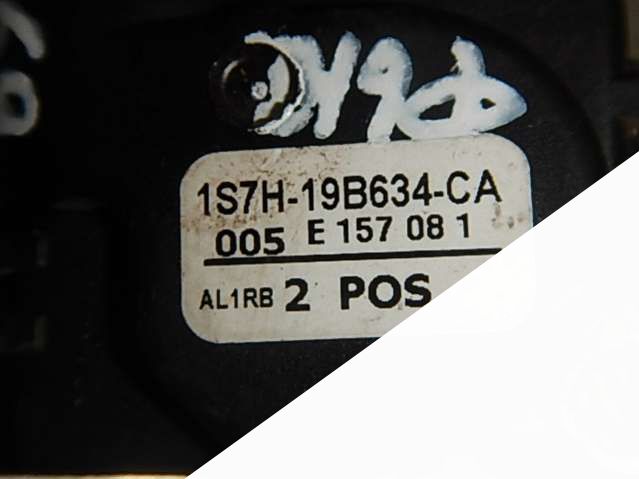 1S7H-19B634-CA
005 E 157 08 1
AL1RB 2 POS